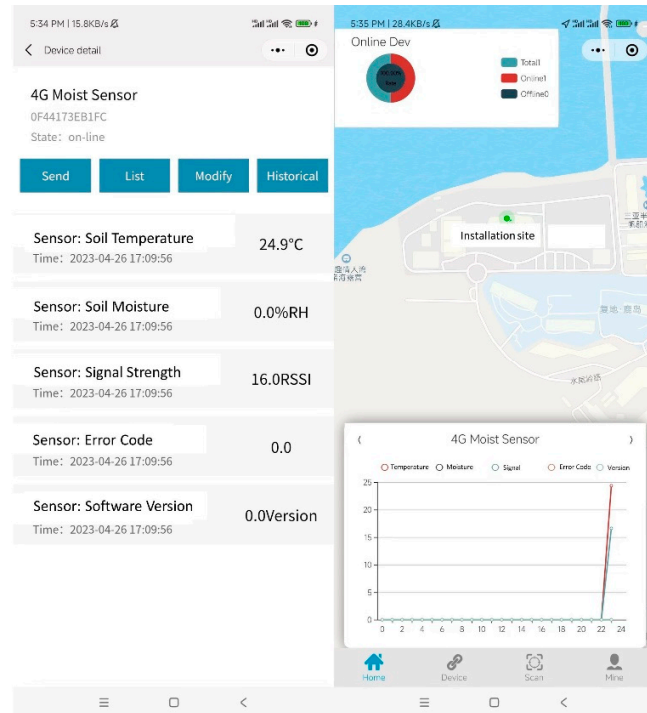 5:34 PM | 15.8KB/s
Device detail
4G Moist Sensor
0F44173EB1FC
State: on-line
Send
List
Modify
Historical
Sensor: Soil Temperature
24.9°C
Time: 2023-04-26 17:09:56
Sensor: Soil Moisture
0.0%RH
Time: 2023-04-26 17:09:56
Sensor: Signal Strength
16.0RSSI
Time: 2023-04-26 17:09:56
Sensor: Error Code
0.0
Time: 2023-04-26 17:09:56
Sensor: Software Version
0.0Version
Time: 2023-04-26 17:09:56
5:35 PM | 28.4KB/s
Online Dev
Total1
Online1
Offline0
Installation site
4G Moist Sensor
Temperature
Moisture
Signal
Error Code
Version
25
20
15
10
5
0
0 2 4 6 8 10 12 14 16 18 20 22 24
Home
Device
Scan
Mine